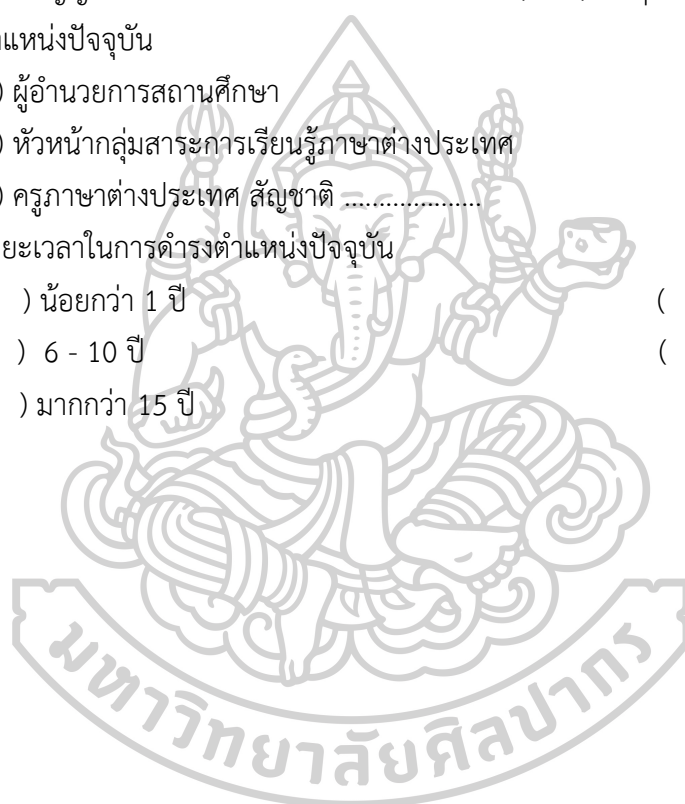 แหน่งปัจจุบัน
) ผู้อำนวยการสถานศึกษา
) หัวหน้ากลุ่มสาระการเรียนรู้ภาษาต่างประเทศ
) ครูภาษาต่างประเทศ สัญชาติ ....................
ยะเวลาในการดำรงตำแหน่งปัจจุบัน
) น้อยกว่า 1 ปี (
) 6 - 10 ปี (
) มากกว่า 15 ปี
มหาวิทยาลัยศิลปากร